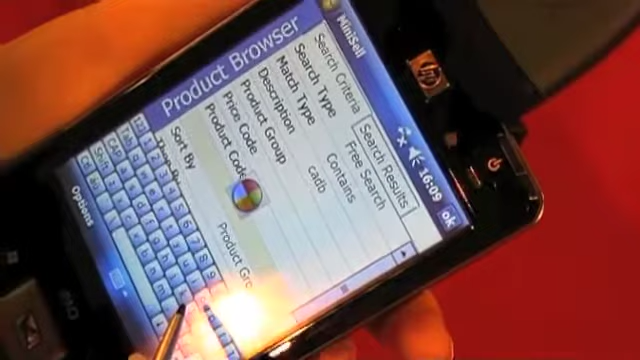 MiniSell 16:09 ok
Product Browser
Search Criteria Search Results
Search Type Free Search
Match Type Contains
Description cadb
Product Group
Price Code
Product Code
Sort By Product Gro
Options
hp